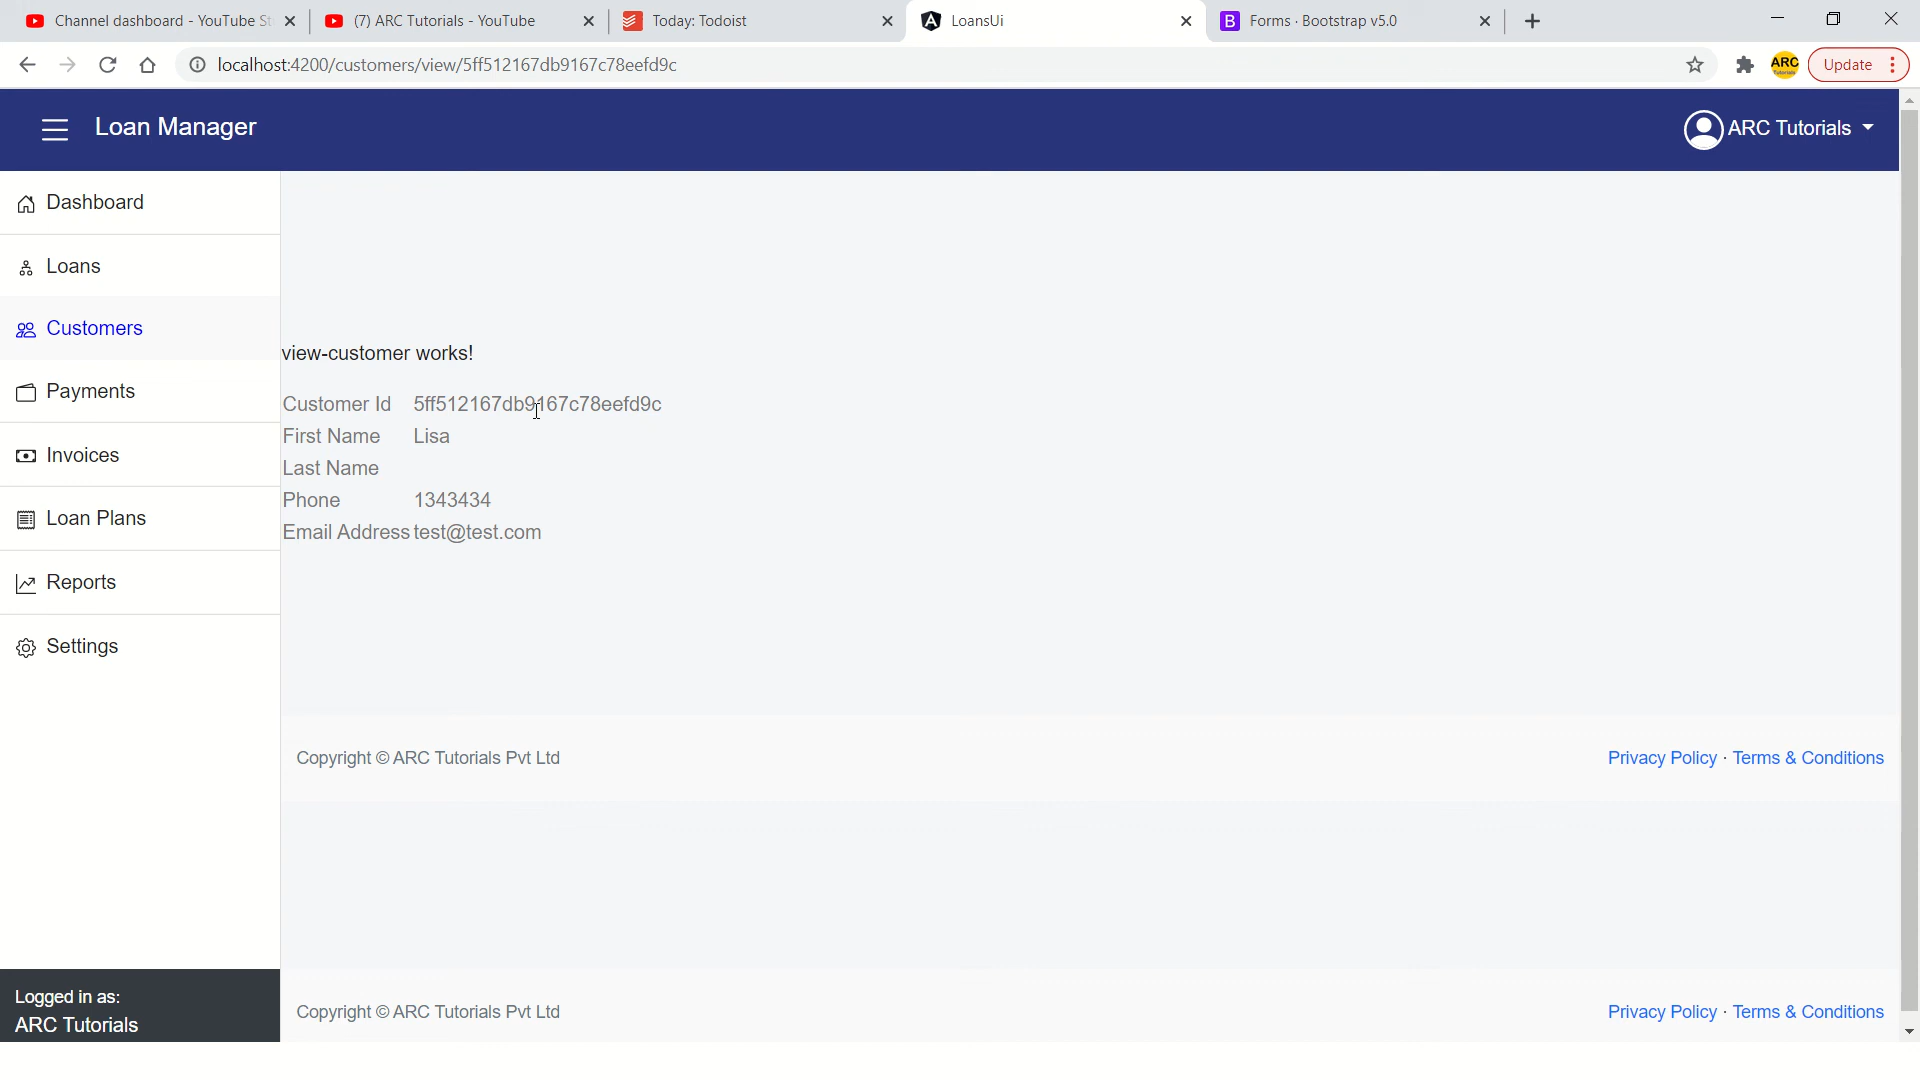 Channel dashboard - YouTube St
(7) ARC Tutorials - YouTube
Today: Todoist
LoansUi
B Forms · Bootstrap v5.0
localhost:4200/customers/view/5ff512167db9167c78eefd9c
ARC Tutorials
Update
Loan Manager
ARC Tutorials
Dashboard
Loans
Customers
Payments
Invoices
Loan Plans
Reports
Settings
view-customer works!
Customer Id 5ff512167db9167c78eefd9c
First Name Lisa
Last Name
Phone 1343434
Email Address test@test.com
Copyright © ARC Tutorials Pvt Ltd
Privacy Policy · Terms & Conditions
Logged in as:
ARC Tutorials
Copyright © ARC Tutorials Pvt Ltd
Privacy Policy · Terms & Conditions